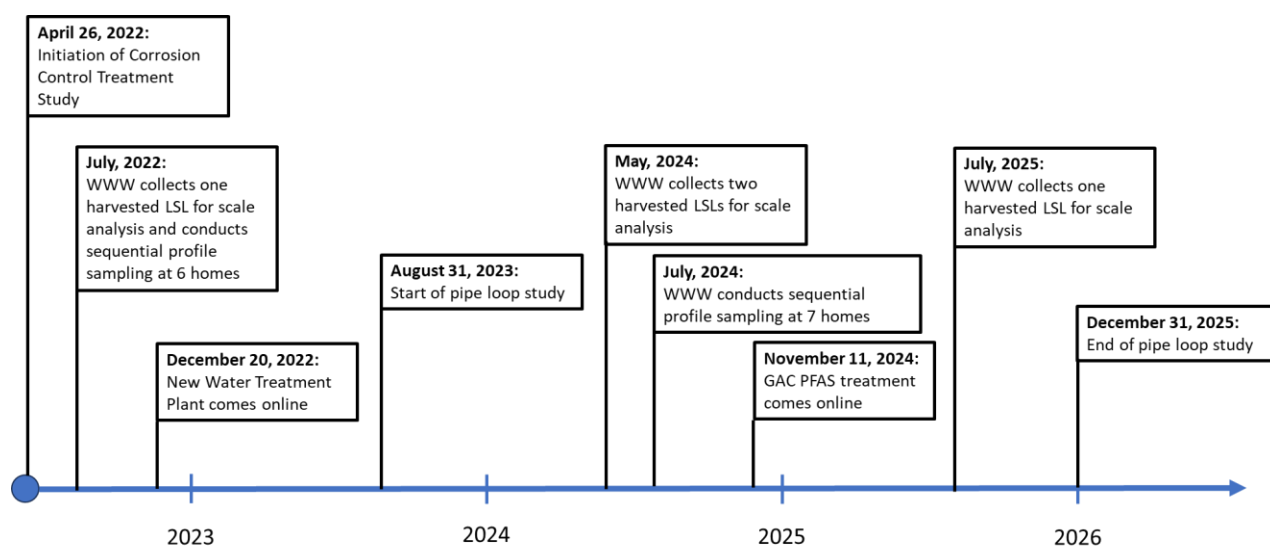 April 26, 2022:
Initiation of Corrosion
Control Treatment
Study
July, 2022:
WWW collects one
harvested LSL for scale
analysis and conducts
sequential profile
sampling at 6 homes
December 20, 2022:
New Water Treatment
Plant comes online
August 31, 2023:
Start of pipe loop study
May, 2024:
WWW collects two
harvested LSLs for scale
analysis
July, 2024:
WWW conducts sequential
profile sampling at 7 homes
November 11, 2024:
GAC PFAS treatment
comes online
July, 2025:
WWW collects one
harvested LSL for scale
analysis
December 31, 2025:
End of pipe loop study
2023
2024
2025
2026